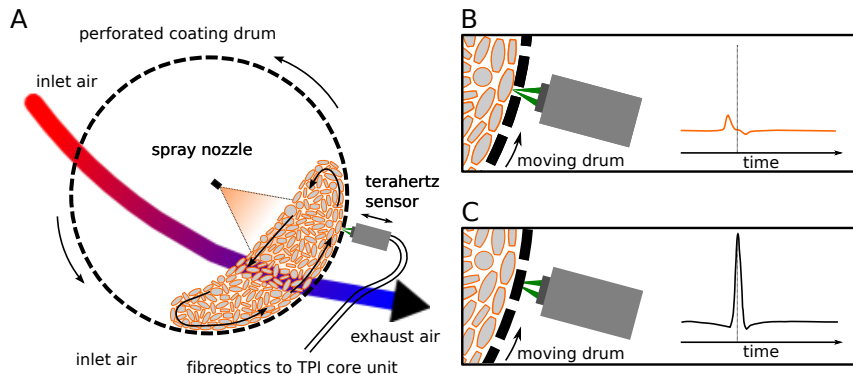 A
perforated coating drum
inlet air
spray nozzle
terahertz
sensor
inlet air
exhaust air
fibreoptics to TPI core unit
B
moving drum
time
C
moving drum
time